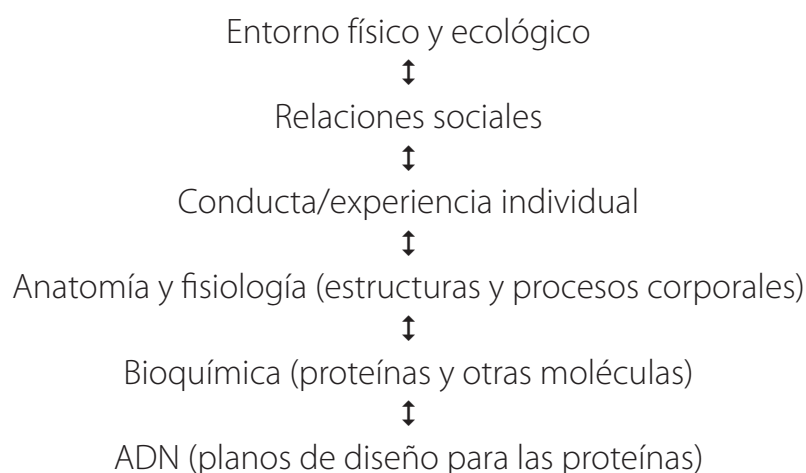 Entorno físico y ecológico
↕
Relaciones sociales
↕
Conducta/experiencia individual
↕
Anatomía y fisiología (estructuras y procesos corporales)
↕
Bioquímica (proteínas y otras moléculas)
↕
ADN (planos de diseño para las proteínas)